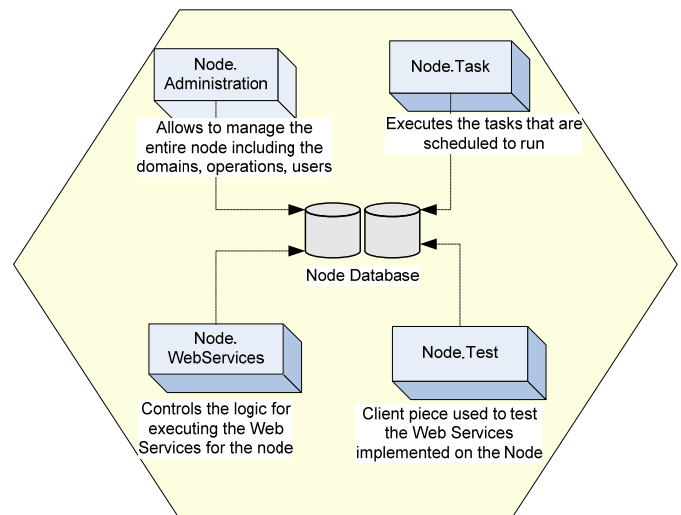 Node.
Administration
Allows to manage the
entire node including the
domains, operations, users
Node.Task
Executes the tasks that are
scheduled to run
Node Database
Node.
WebServices
Controls the logic for
executing the Web
Services for the node
Node.Test
Client piece used to test
the Web Services
implemented on the Node